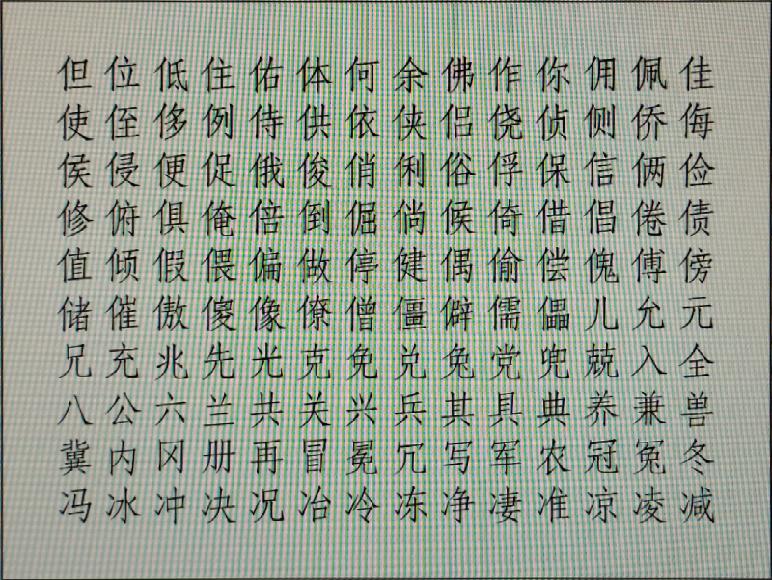 但位低住佑体何余佛作你佣佩佳
使侄侈例侍供依侠侣侥侦侧侨侮
侯侵便促俄俊俏俐俗俘保信俩俭
修俯俱俺倍倒倔倘候倚借倡倦债
值倾假偎偏做停健偶偷偿傀傅傍
储催傲傻像僚僧僵僻儒儡儿允元
兄充兆先光克免兑兔党兜兢入全
八公六兰共关兴兵其具典养兼兽
冀内冈册再冒冕冗写军农冠冤冬
冯冰冲决况冶冷冻净凄准凉凌减